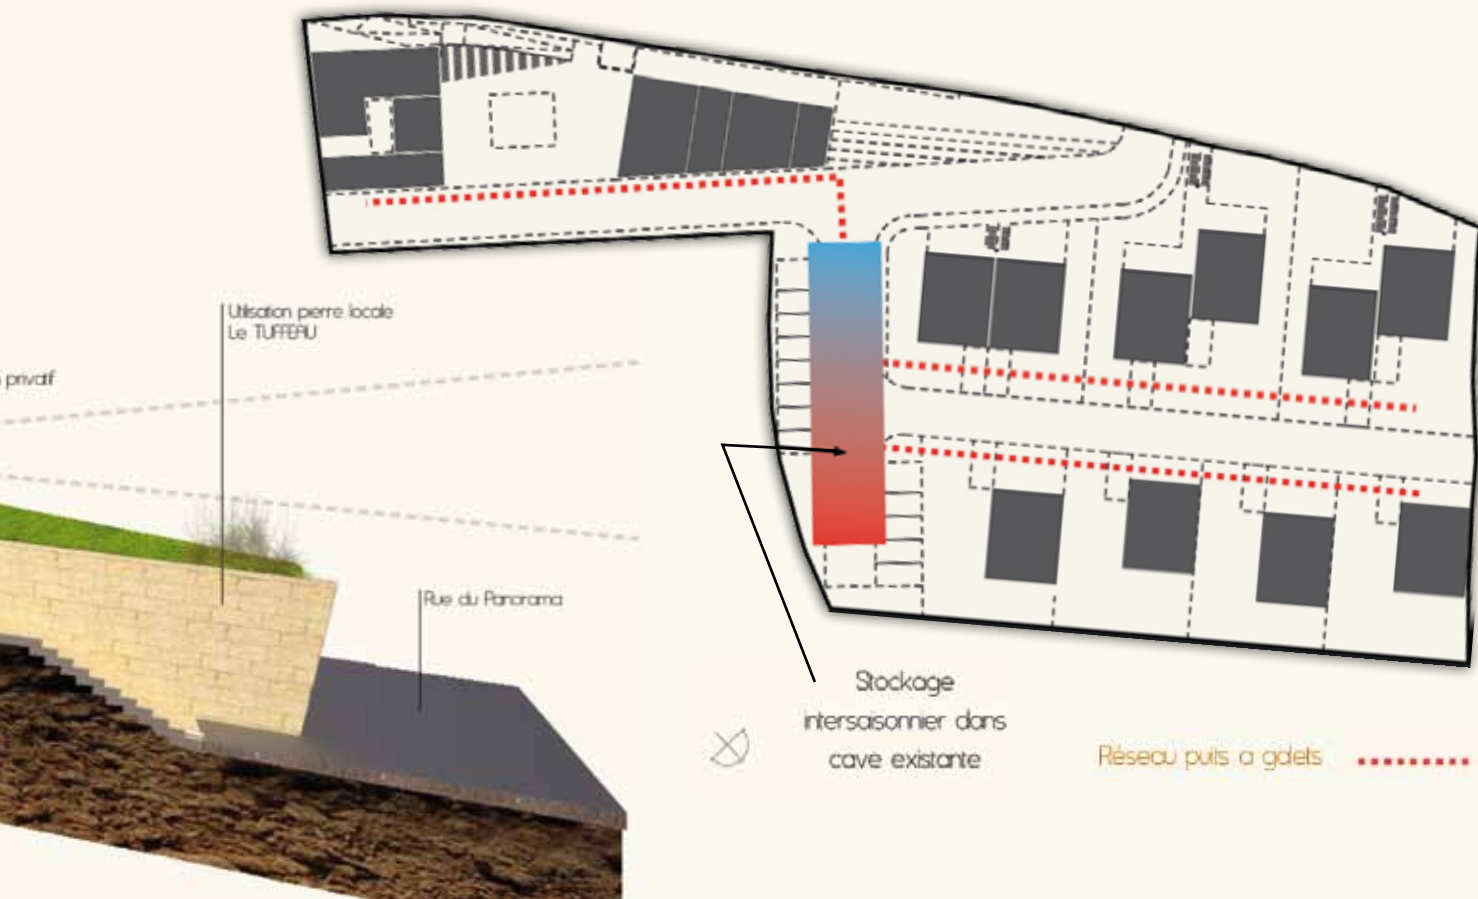 Utilisation pierre locale
Le TUFFEAU
privatif
Rue du Panorama
Stockage
intersaisonnier dans
cave existante
Réseau puits a galets